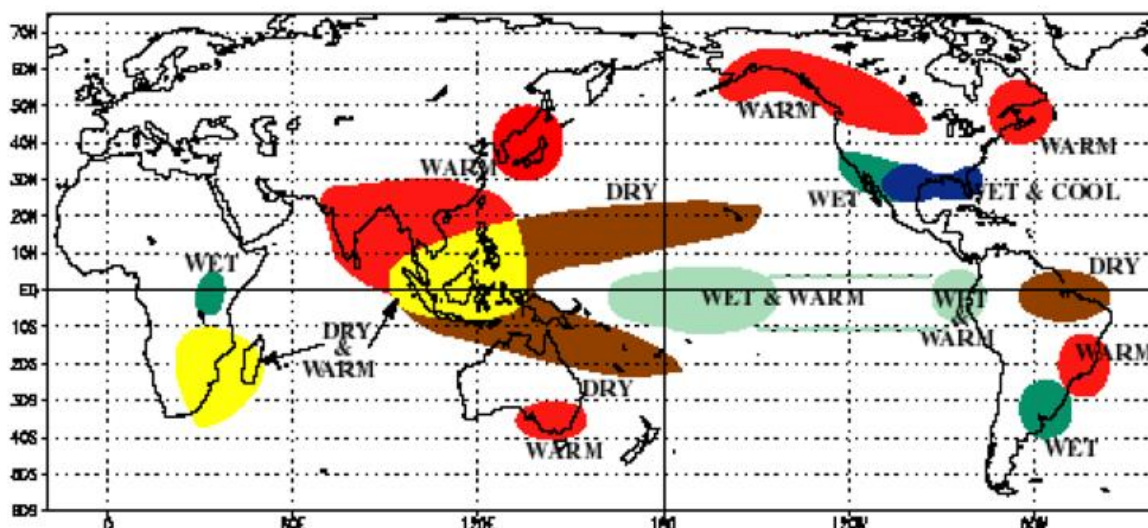 70N
60N
WARM
50N
WARM
40N
WARM
30N
DRY
WET
WET & COOL
20N
10N
WET
DRY
EQ
WET & WARM
WET
&
WARM
10S
DRY
&
WARM
WARM
20S
DRY
30S
40S
WARM
WET
50S
60S
0
60E
120E
180
120W
60W